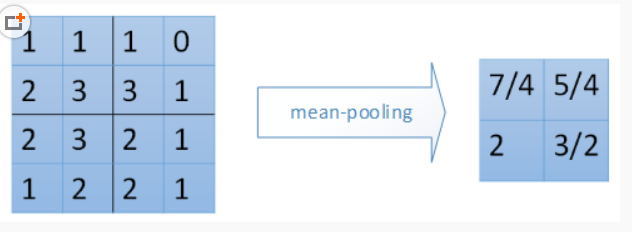 1 1 1 0
2 3 3 1
2 3 2 1
1 2 2 1
mean-pooling
7/4 5/4
2 3/2